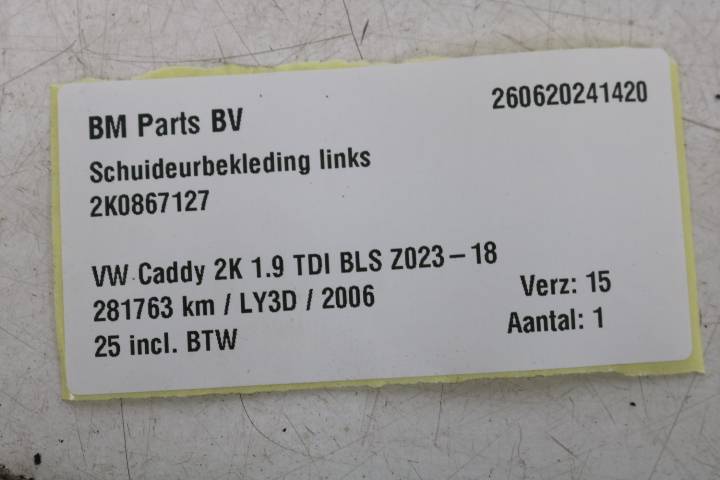 BM Parts BV 260620241420
Schuideurbekleding links
2K0867127
VW Caddy 2K 1.9 TDI BLS Z023-18
281763 km / LY3D / 2006 Verz: 15
25 incl. BTW Aantal: 1